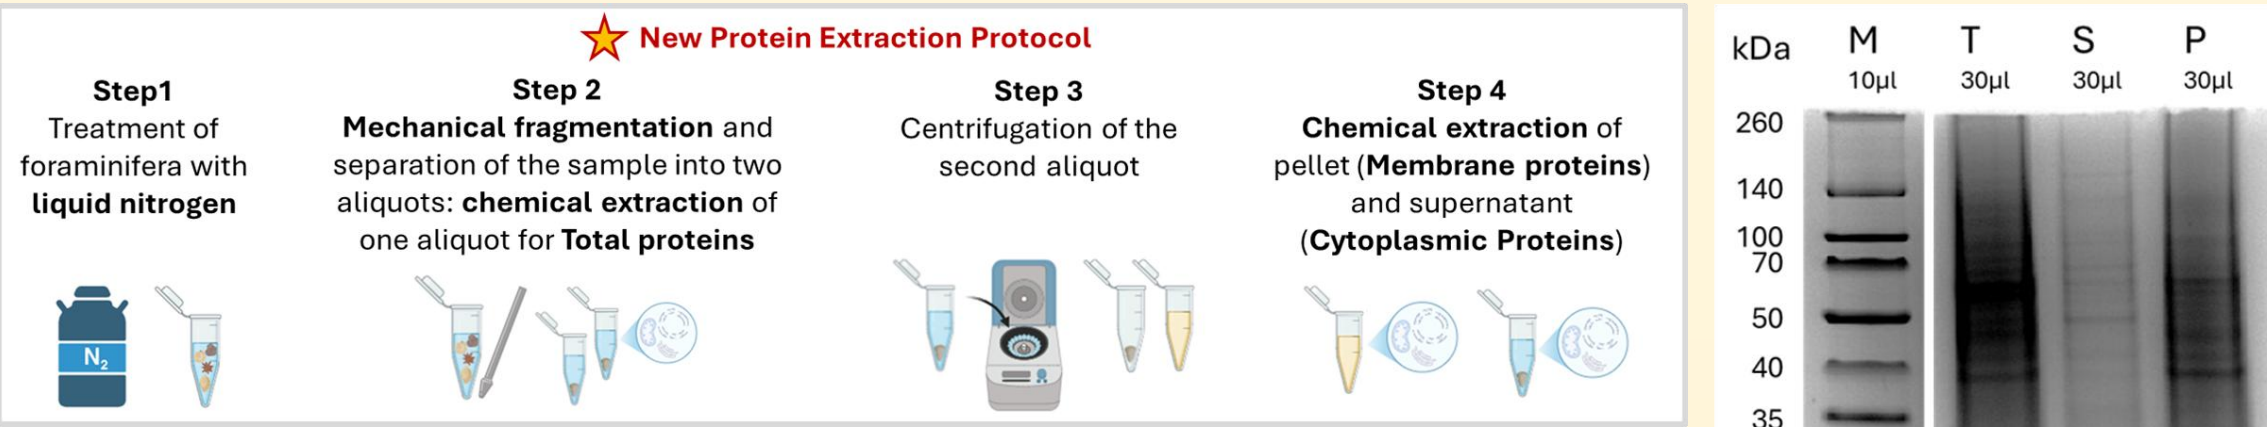 New Protein Extraction Protocol
Step1
Treatment of
foraminifera with
liquid nitrogen
N2
Step 2
Mechanical fragmentation and
separation of the sample into two
aliquots: chemical extraction of
one aliquot for Total proteins
Step 3
Centrifugation of the
second aliquot
Step 4
Chemical extraction of
pellet (Membrane proteins)
and supernatant
(Cytoplasmic Proteins)
kDa M T S P
10µl 30µl 30µl 30µl
260
140
100
70
50
40
35